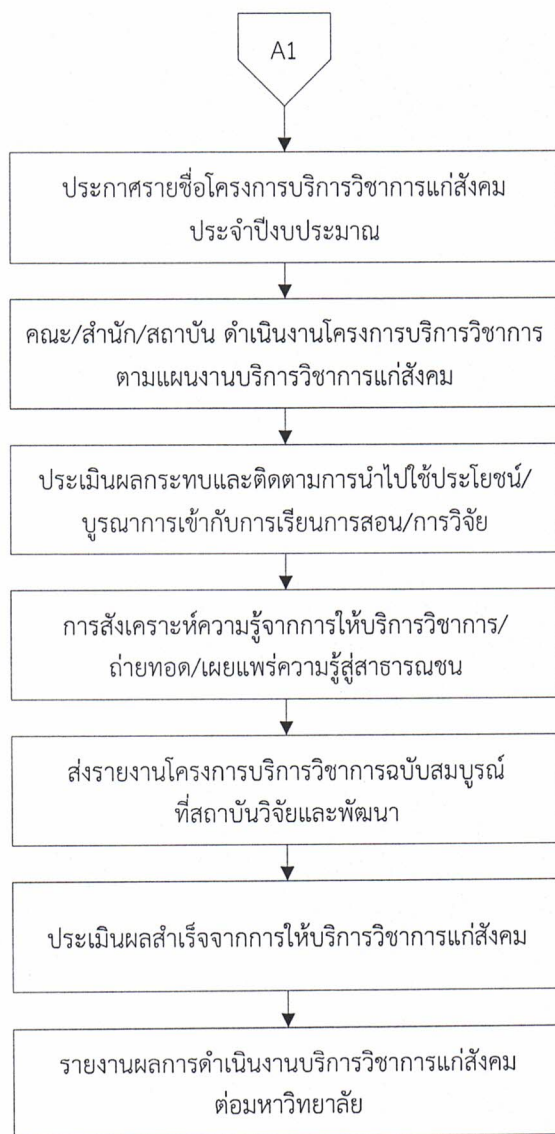 A1
ประกาศรายชื่อโครงการบริการวิชาการแก่สังคม
ประจำปีงบประมาณ
คณะ/สำนัก/สถาบัน ดำเนินงานโครงการบริการวิชาการ
ตามแผนงานบริการวิชาการแก่สังคม
ประเมินผลกระทบและติดตามการนำไปใช้ประโยชน์/
บูรณาการเข้ากับการเรียนการสอน/การวิจัย
การสังเคราะห์ความรู้จากการให้บริการวิชาการ/
ถ่ายทอด/เผยแพร่ความรู้สู่สาธารณชน
ส่งรายงานโครงการบริการวิชาการฉบับสมบูรณ์
ที่สถาบันวิจัยและพัฒนา
ประเมินผลสำเร็จจากการให้บริการวิชาการแก่สังคม
รายงานผลการดำเนินงานบริการวิชาการแก่สังคม
ต่อมหาวิทยาลัย